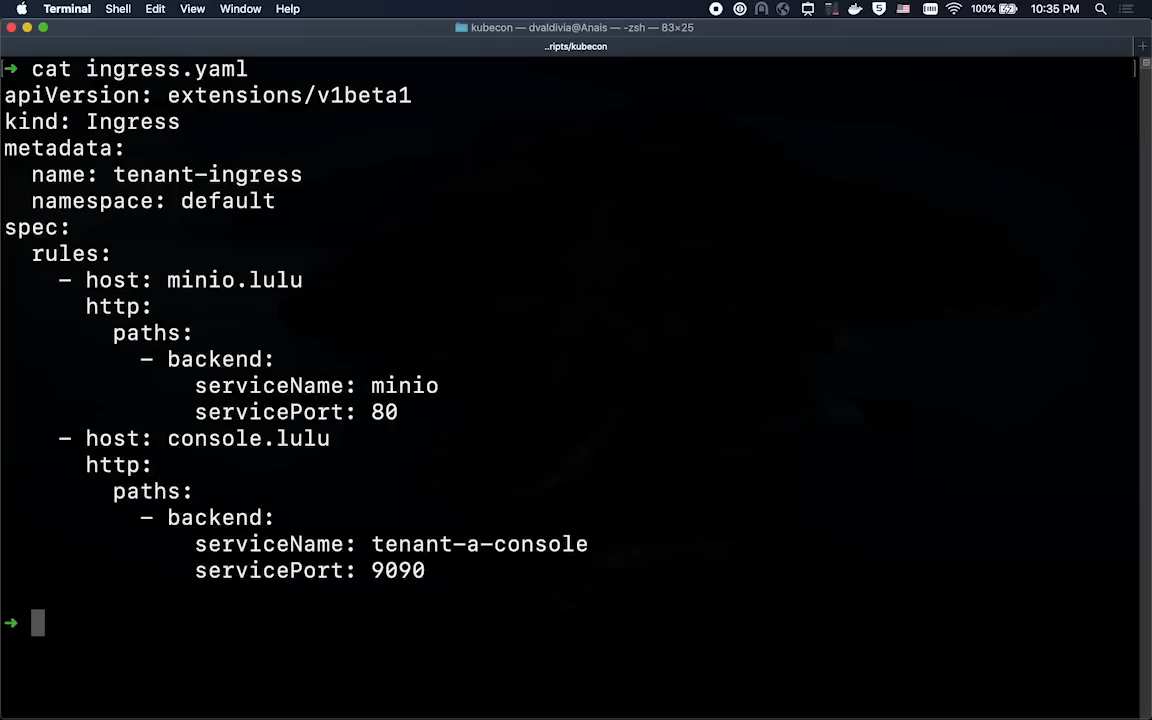 Terminal Shell Edit View Window Help 100% 10:35 PM
kubecon — dvaldivia@Anais — -zsh — 83×25
..ripts/kubecon
→ cat ingress.yaml
apiVersion: extensions/v1beta1
kind: Ingress
metadata:
  name: tenant-ingress
  namespace: default
spec:
  rules:
    - host: minio.lulu
      http:
        paths:
          - backend:
              serviceName: minio
              servicePort: 80
    - host: console.lulu
      http:
        paths:
          - backend:
              serviceName: tenant-a-console
              servicePort: 9090
→